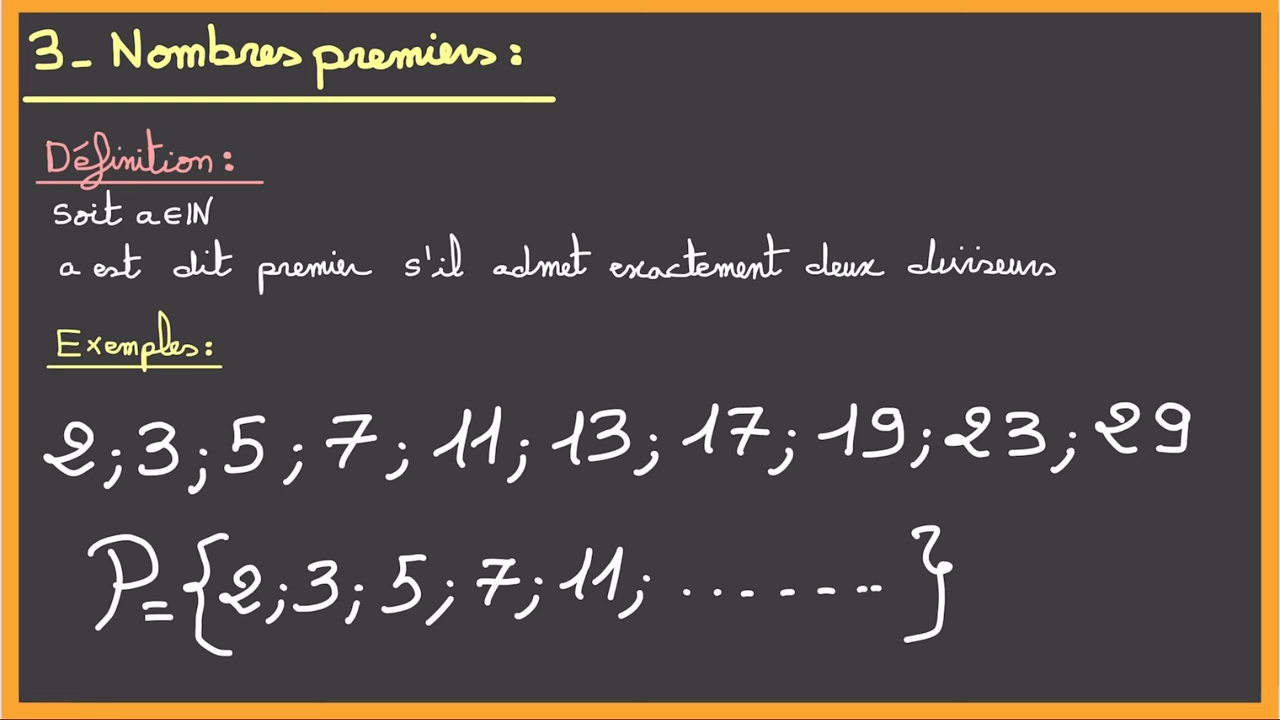 3- Nombres premiers :
Définition :
Soit a∈ℕ
a est dit premier s'il admet exactement deux diviseurs
Exemples :
2 ; 3 ; 5 ; 7 ; 11 ; 13 ; 17 ; 19 ; 23 ; 29
P = { 2 ; 3 ; 5 ; 7 ; 11 ; ......... }